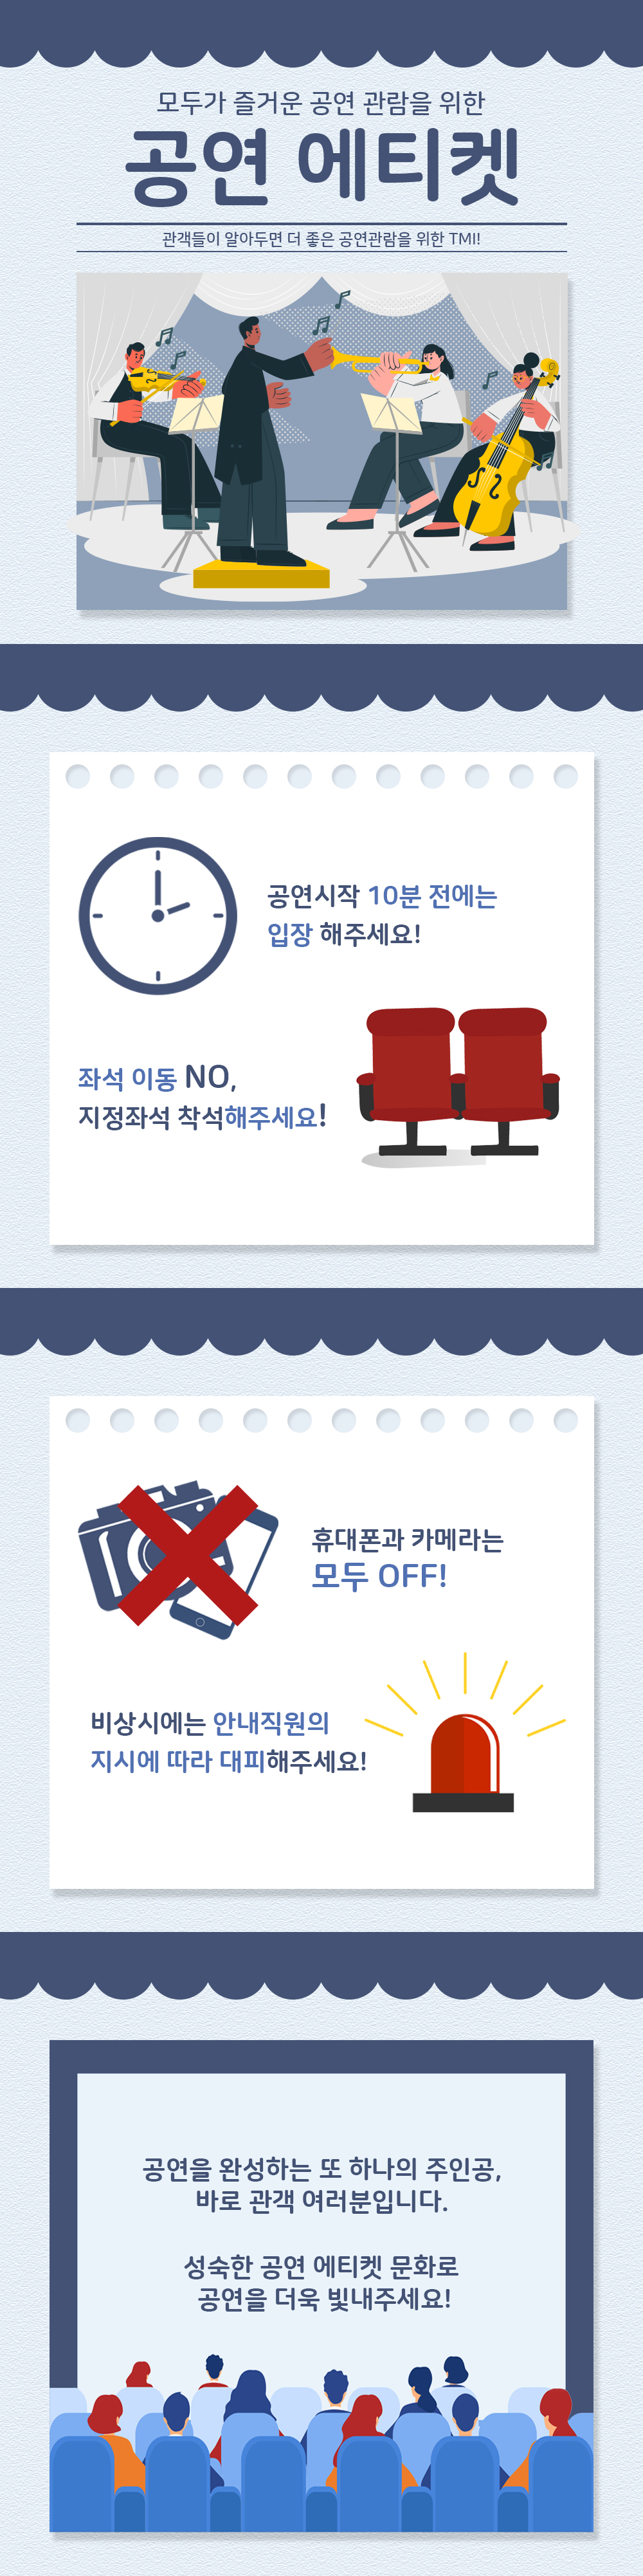 모두가 즐거운 공연 관람을 위한
공연 에티켓
관객들이 알아두면 더 좋은 공연관람을 위한 TMI!
공연시작 10분 전에는
입장 해주세요!
좌석 이동 NO,
지정좌석 착석해주세요!
휴대폰과 카메라는
모두 OFF!
비상시에는 안내직원의
지시에 따라 대피해주세요!
공연을 완성하는 또 하나의 주인공,
바로 관객 여러분입니다.
성숙한 공연 에티켓 문화로
공연을 더욱 빛내주세요!